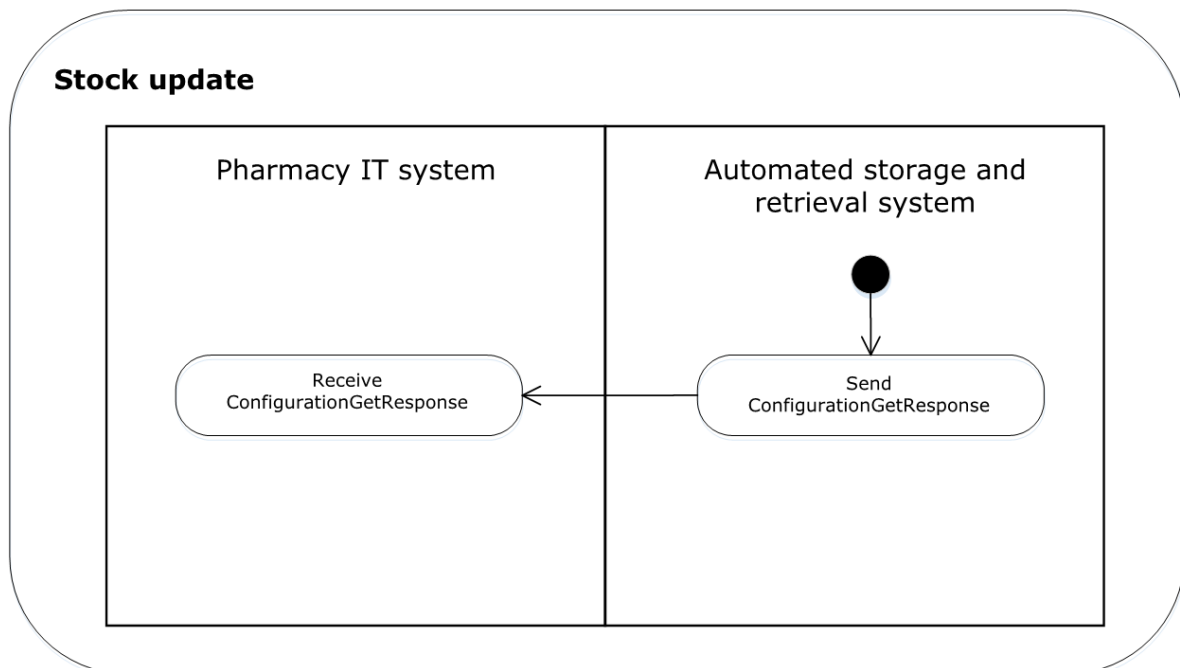 Stock update
Pharmacy IT system
Automated storage and
retrieval system
Receive
ConfigurationGetResponse
Send
ConfigurationGetResponse